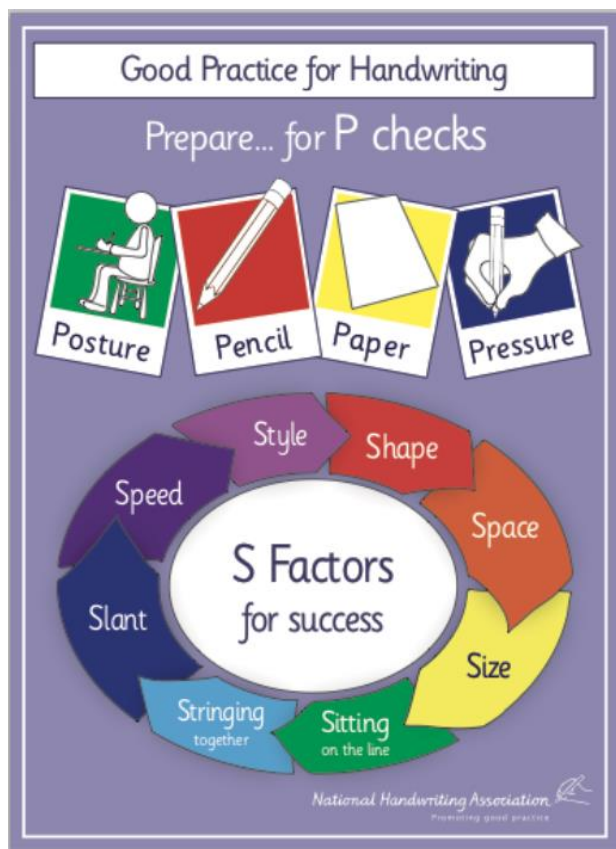 Good Practice for Handwriting
Prepare... for P checks
Posture
Pencil
Paper
Pressure
Style
Shape
Speed
Space
S Factors
for success
Slant
Size
Stringing
together
Sitting
on the line
National Handwriting Association
Promoting good practice